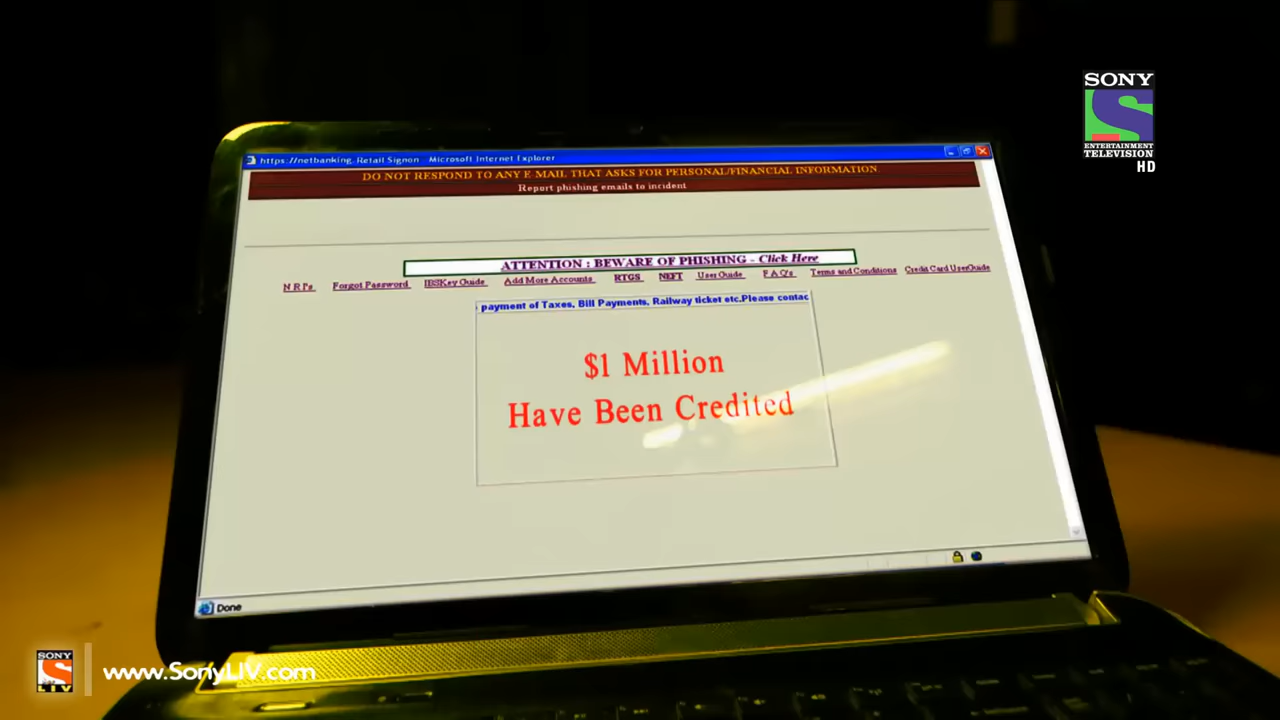 SONY
ENTERTAINMENT
TELEVISION
HD
https://netbanking. Retail Signon - Microsoft Internet Explorer
DO NOT RESPOND TO ANY E-MAIL THAT ASKS FOR PERSONAL/FINANCIAL INFORMATION
Report phishing emails to incident
ATTENTION : BEWARE OF PHISHING - Click Here
N R I's Forgot Password IBSKey Guide Add More Accounts RTGS NEFT User Guide F A Q's Terms and Conditions Credit Card UserGuide
payment of Taxes, Bill Payments, Railway ticket etc.Please contac
$1 Million
Have Been Credited
Done
SONY
LIV
www.SonyLIV.com